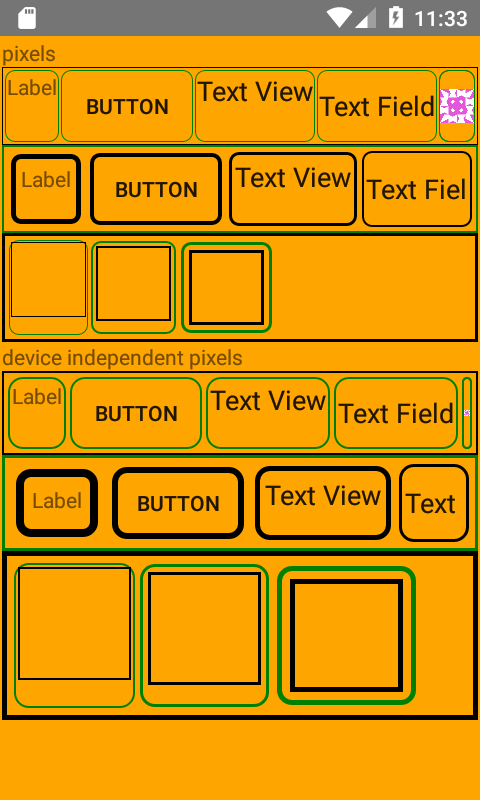 11:33
pixels
Label BUTTON Text View Text Field
Label BUTTON Text View Text Fiel
device independent pixels
Label BUTTON Text View Text Field
Label BUTTON Text View Text